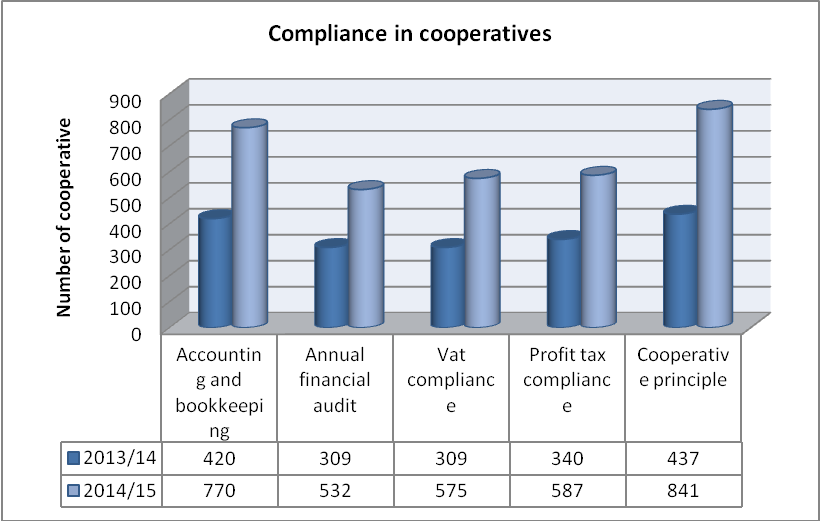 Compliance in cooperatives
Number of cooperative
900
800
700
600
500
400
300
200
100
0
Accountin
g and
bookkeepi
ng
Annual
financial
audit
Vat
complianc
e
Profit tax
complianc
e
Cooperativ
e principle
2013/14 420 309 309 340 437
2014/15 770 532 575 587 841